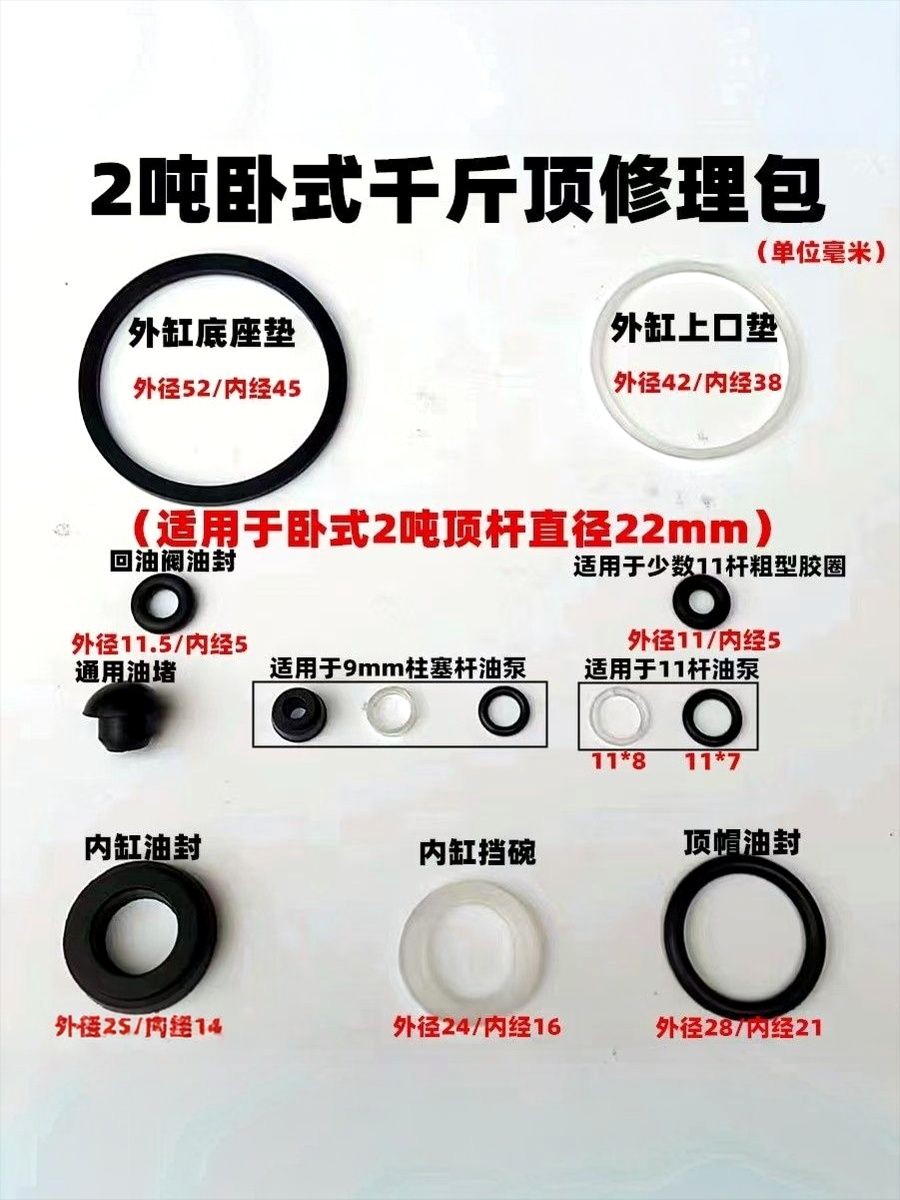 2吨卧式千斤顶修理包
（单位毫米）
外缸底座垫
外径52/内经45
外缸上口垫
外径42/内经38
（适用于卧式2吨顶杆直径22mm）
回油阀油封
外径11.5/内经5
适用于少数11杆粗型胶圈
外径11/内经5
通用油堵
适用于9mm柱塞杆油泵
适用于11杆油泵
11*8
11*7
内缸油封
外径25/内经14
内缸挡碗
外径24/内经16
顶帽油封
外径28/内经21